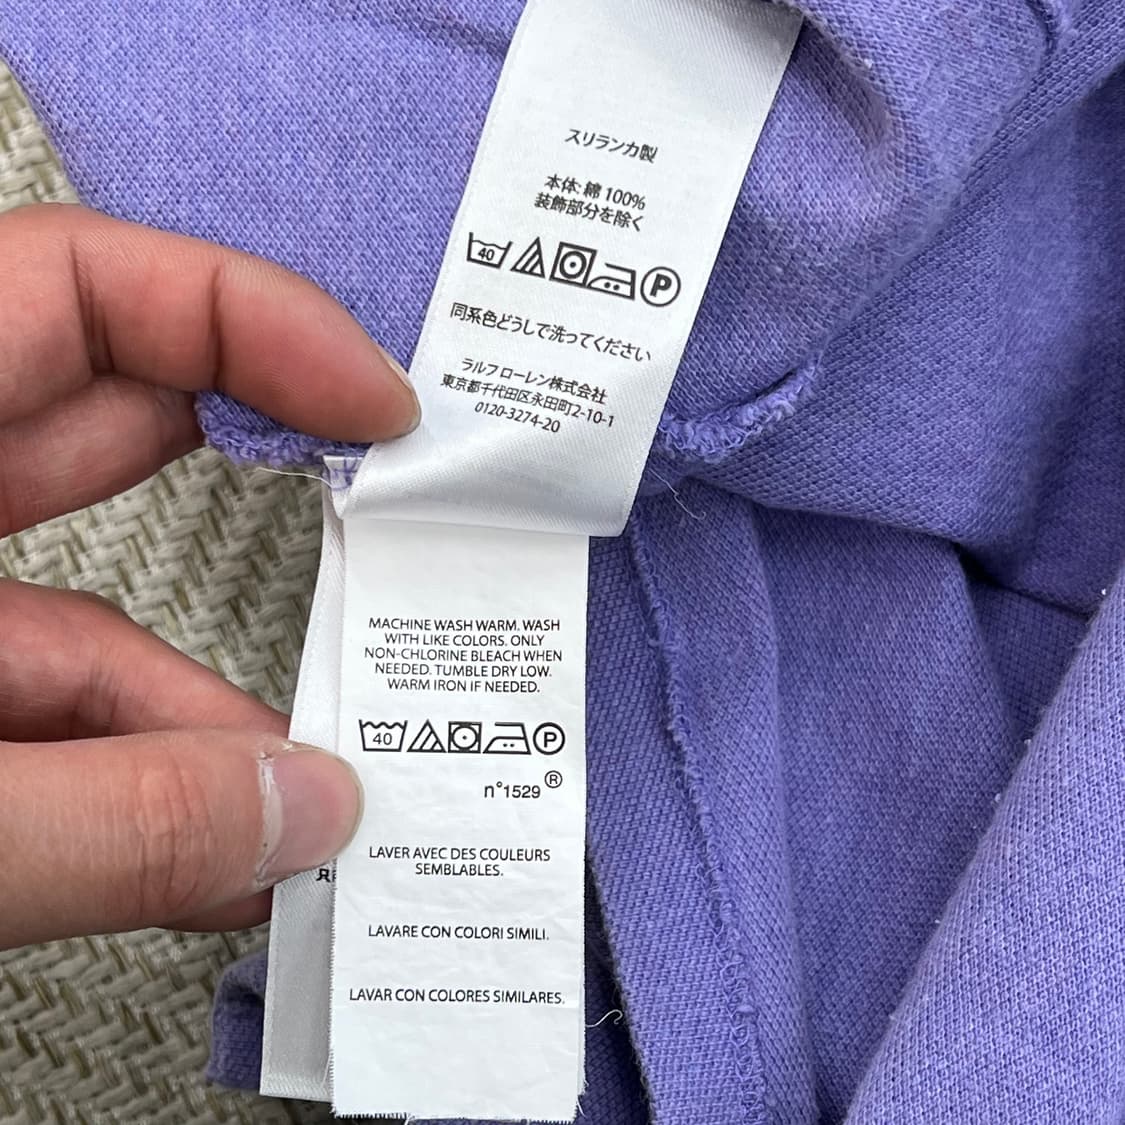 スリランカ製
本体: 綿 100%
装飾部分を除く
40 P
同系色どうしで洗ってください
ラルフ ローレン株式会社
東京都千代田区永田町2-10-1
0120-3274-20
MACHINE WASH WARM. WASH
WITH LIKE COLORS. ONLY
NON-CHLORINE BLEACH WHEN
NEEDED. TUMBLE DRY LOW.
WARM IRON IF NEEDED.
40 P
n°1529®
LAVER AVEC DES COULEURS
SEMBLABLES.
LAVARE CON COLORI SIMILI.
LAVAR CON COLORES SIMILARES.